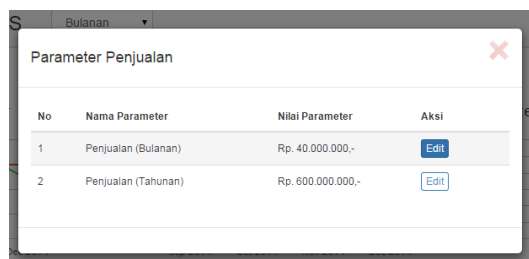 Bulanan
Parameter Penjualan
No Nama Parameter Nilai Parameter Aksi
1 Penjualan (Bulanan) Rp. 40.000.000,- Edit
2 Penjualan (Tahunan) Rp. 600.000.000,- Edit